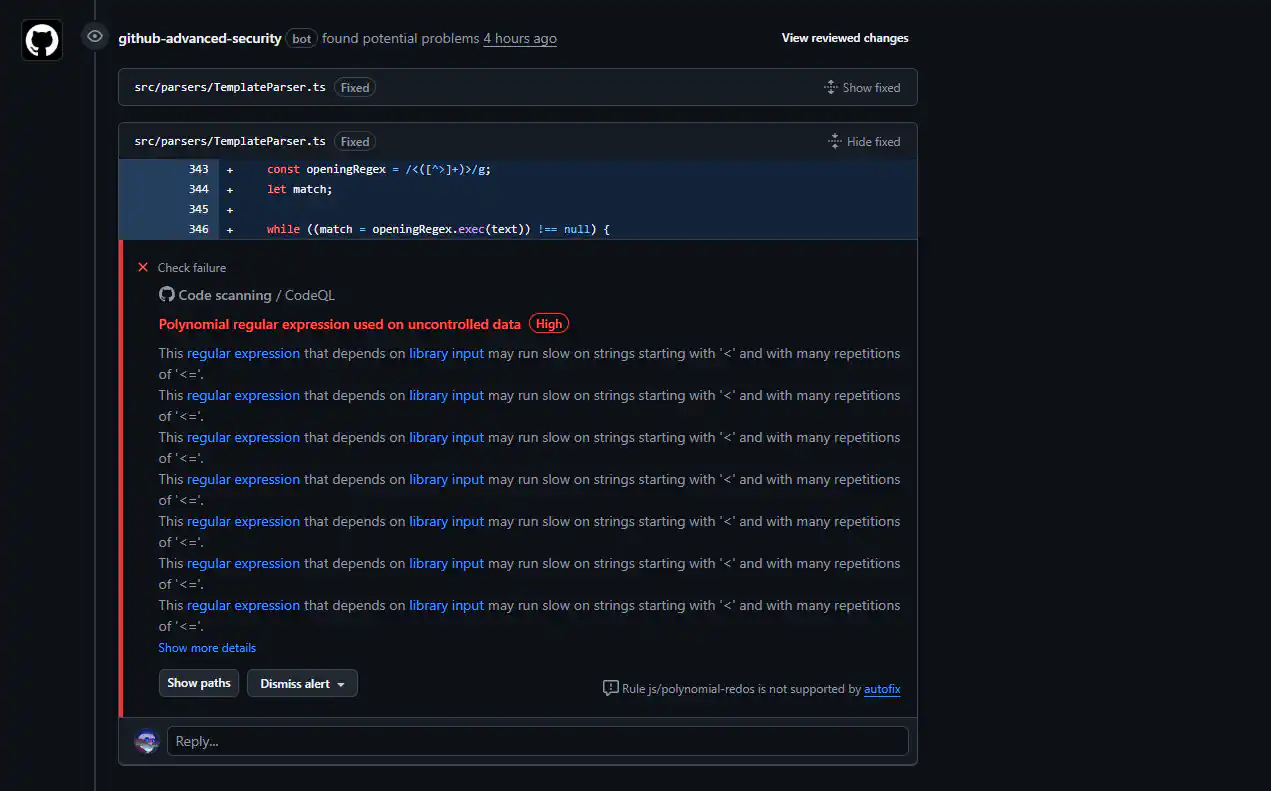 github-advanced-security bot found potential problems 4 hours ago View reviewed changes
src/parsers/TemplateParser.ts Fixed Show fixed
src/parsers/TemplateParser.ts Fixed Hide fixed
343 + const openingRegex = /<([^>]+)>/g;
344 + let match;
345 +
346 + while ((match = openingRegex.exec(text)) !== null) {
Check failure
Code scanning / CodeQL
Polynomial regular expression used on uncontrolled data High
This regular expression that depends on library input may run slow on strings starting with '<' and with many repetitions
of '<='.
This regular expression that depends on library input may run slow on strings starting with '<' and with many repetitions
of '<='.
This regular expression that depends on library input may run slow on strings starting with '<' and with many repetitions
of '<='.
This regular expression that depends on library input may run slow on strings starting with '<' and with many repetitions
of '<='.
This regular expression that depends on library input may run slow on strings starting with '<' and with many repetitions
of '<='.
This regular expression that depends on library input may run slow on strings starting with '<' and with many repetitions
of '<='.
This regular expression that depends on library input may run slow on strings starting with '<' and with many repetitions
of '<='.
Show more details
Show paths Dismiss alert Rule js/polynomial-redos is not supported by autofix
Reply...